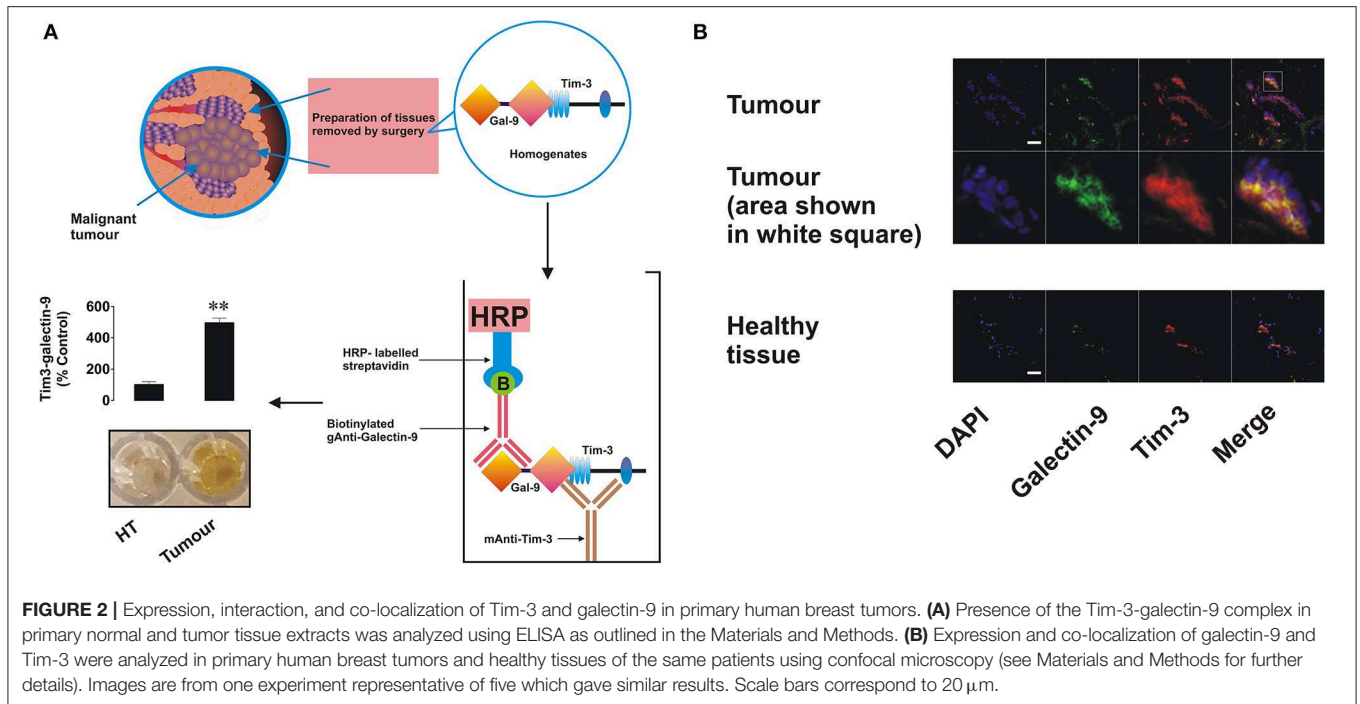 A
Preparation of tissues
removed by surgery
Tim-3
Gal-9
Homogenates
Malignant
tumour
Tim3-galectin-9
(% Control)
600
400
200
0
**
HT
Tumour
HRP
HRP- labelled
streptavidin
B
Biotinylated
gAnti-Galectin-9
Tim-3
Gal-9
mAnti-Tim-3
B
Tumour
Tumour
(area shown
in white square)
Healthy
tissue
DAPI
Galectin-9
Tim-3
Merge
FIGURE 2 | Expression, interaction, and co-localization of Tim-3 and galectin-9 in primary human breast tumors. (A) Presence of the Tim-3-galectin-9 complex in
primary normal and tumor tissue extracts was analyzed using ELISA as outlined in the Materials and Methods. (B) Expression and co-localization of galectin-9 and
Tim-3 were analyzed in primary human breast tumors and healthy tissues of the same patients using confocal microscopy (see Materials and Methods for further
details). Images are from one experiment representative of five which gave similar results. Scale bars correspond to 20 μm.